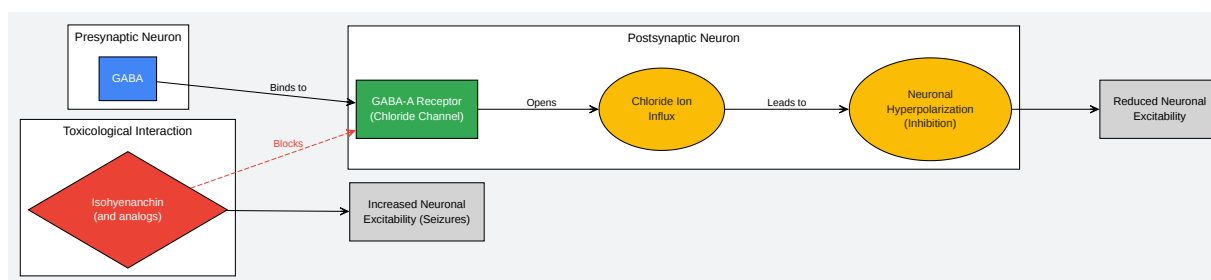 Presynaptic Neuron
GABA
Binds to
Postsynaptic Neuron
GABA-A Receptor
(Chloride Channel)
Opens
Chloride Ion
Influx
Leads to
Neuronal
Hyperpolarization
(Inhibition)
Reduced Neuronal
Excitability
Toxicological Interaction
Isohyenanchin
(and analogs)
Blocks
Increased Neuronal
Excitability (Seizures)